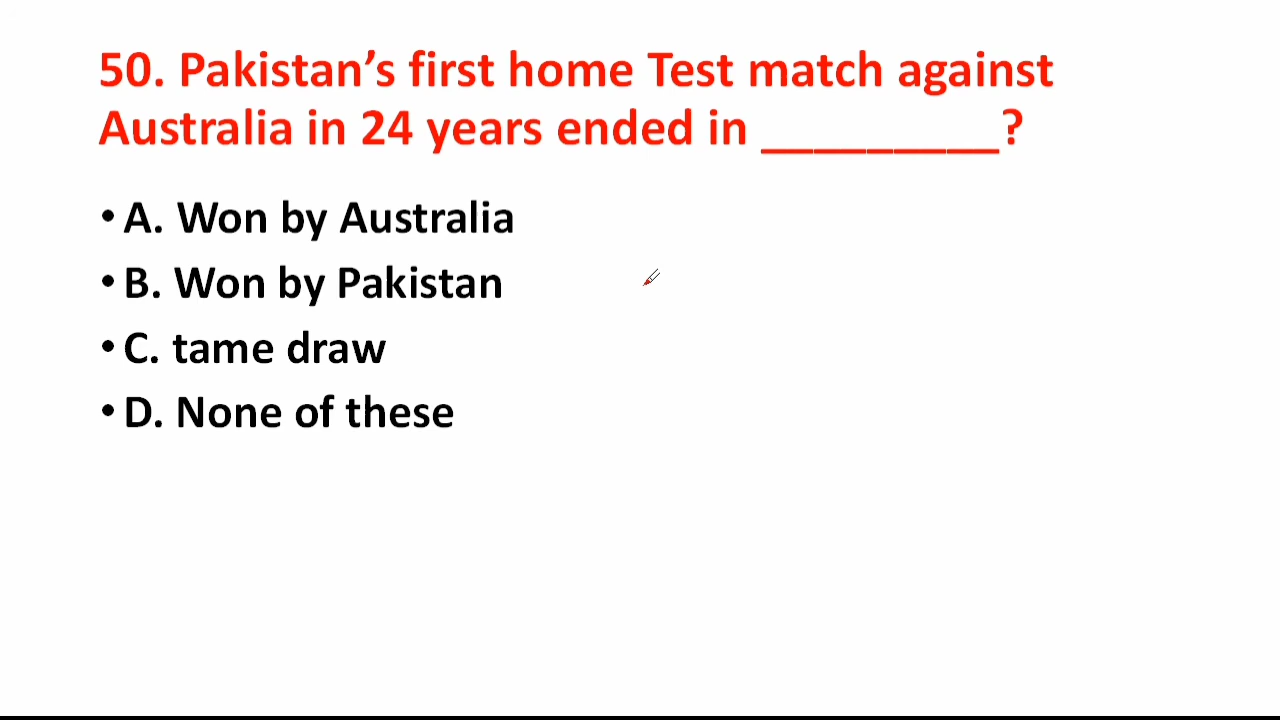 50. Pakistan’s first home Test match against
Australia in 24 years ended in _________?
• A. Won by Australia
• B. Won by Pakistan
• C. tame draw
• D. None of these